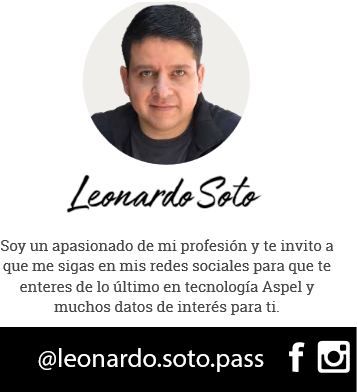 Leonardo Soto
Soy un apasionado de mi profesión y te invito a
que me sigas en mis redes sociales para que te
enteres de lo último en tecnología Aspel y
muchos datos de interés para ti.
@leonardo.soto.pass f